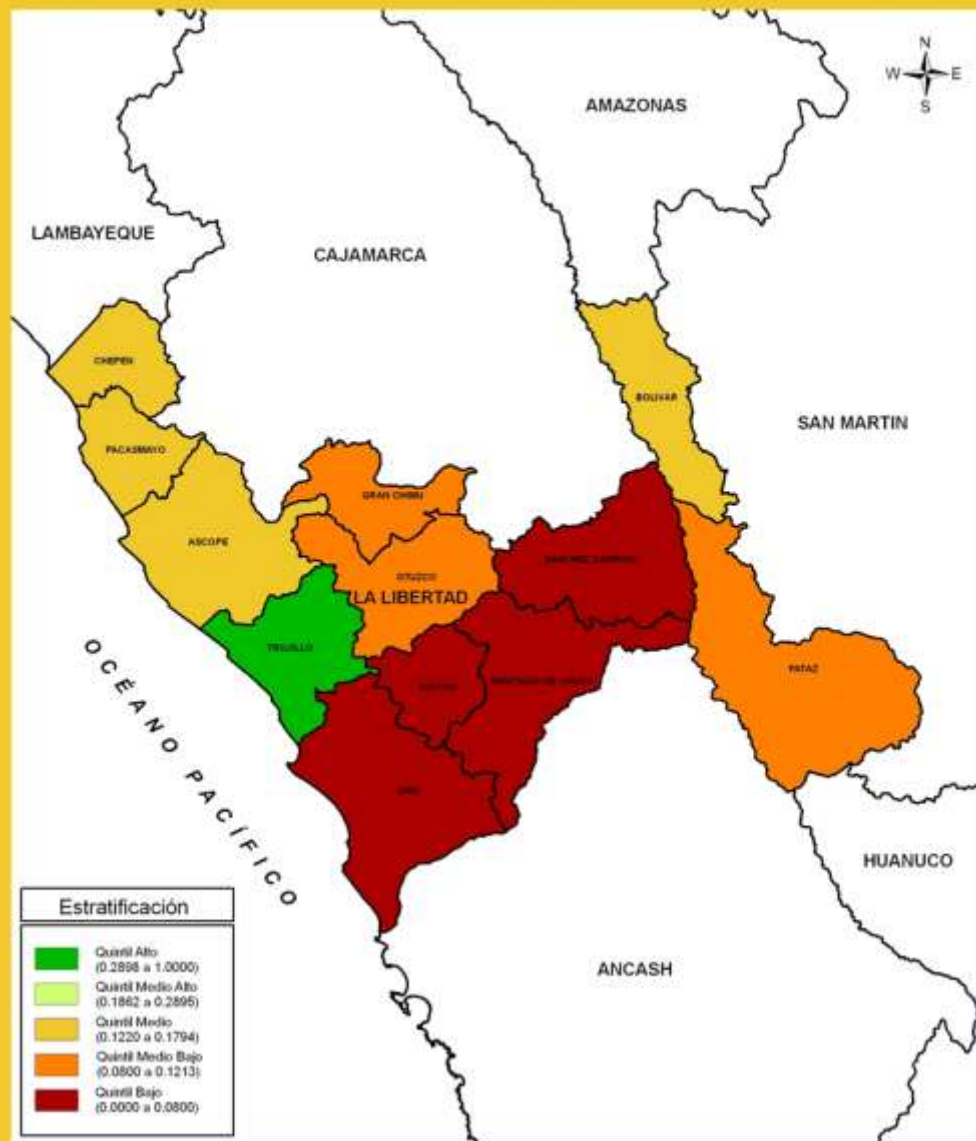 N
W E
S
AMAZONAS
LAMBAYEQUE
CAJAMARCA
CHEPEN
BOLIVAR
SAN MARTIN
PACASMAYO
GRAN CHIMU
ASCOPE
OTUZCO
LA LIBERTAD
TRUJILLO
PATAZ
OCÉANO PACÍFICO
HUANUCO
ANCASH
Estratificación
Quintil Alto
(0.2898 a 1.0000)
Quintil Medio Alto
(0.1862 a 0.2895)
Quintil Medio
(0.1220 a 0.1794)
Quintil Medio Bajo
(0.0800 a 0.1213)
Quintil Bajo
(0.0000 a 0.0800)